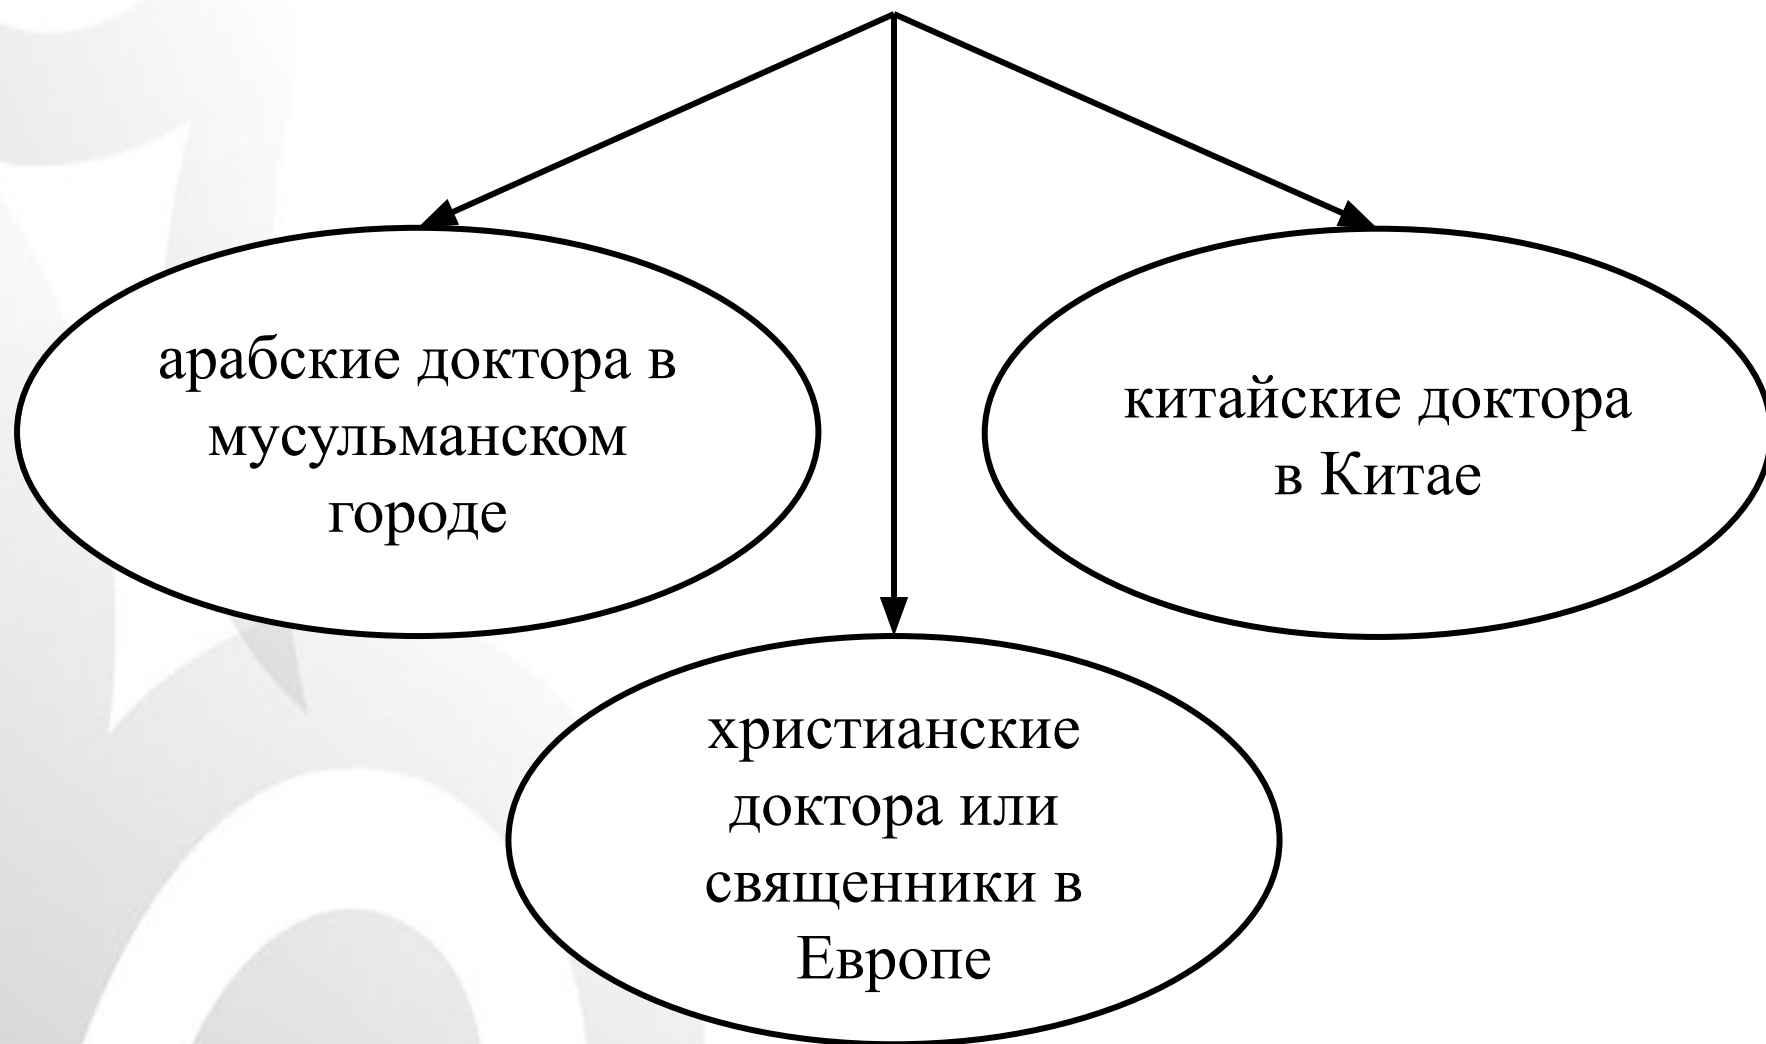 арабские доктора в
мусульманском
городе
китайские доктора
в Китае
христианские
доктора или
священники в
Европе